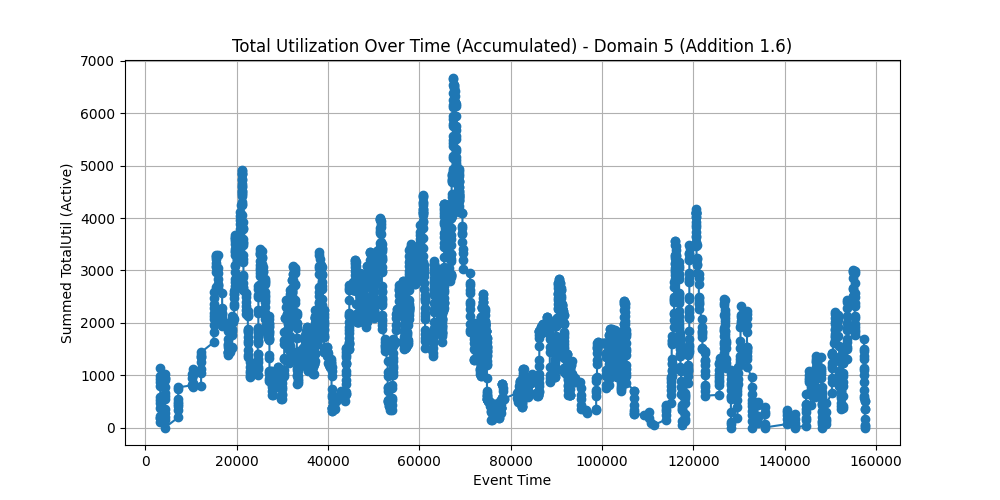 Total Utilization Over Time (Accumulated) - Domain 5 (Addition 1.6)
7000
6000
5000
4000
3000
2000
1000
0
Summed TotalUtil (Active)
0 20000 40000 60000 80000 100000 120000 140000 160000
Event Time